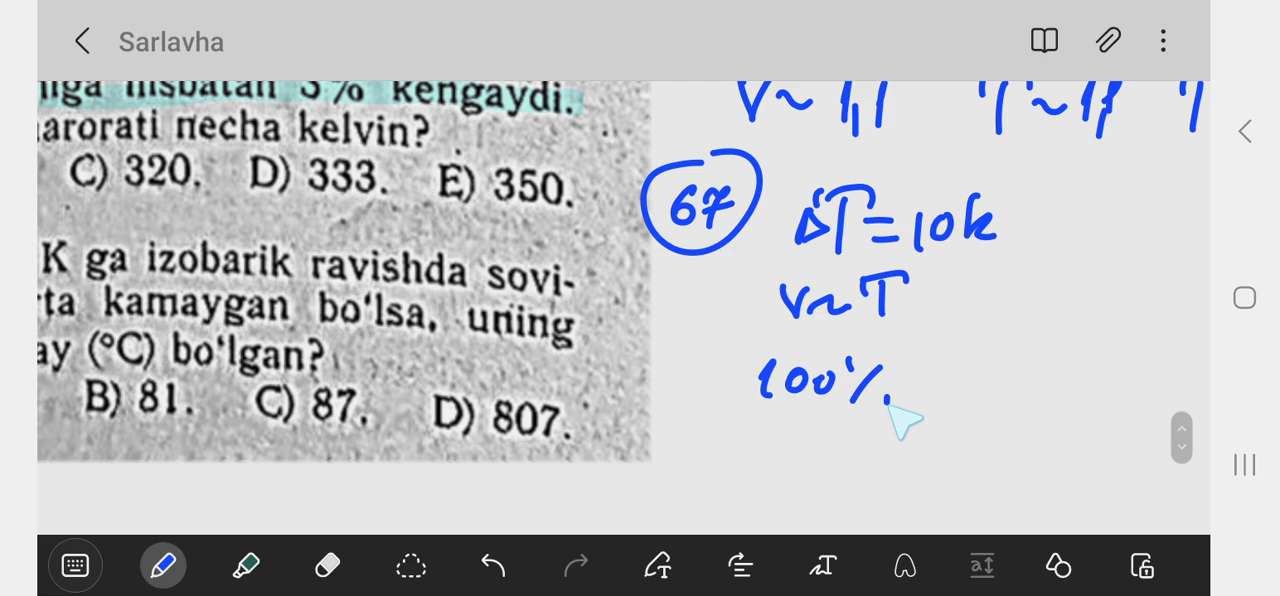 Sarlavha
nisbatan 3% kengaydi.
arorati necha kelvin?
C) 320. D) 333. E) 350.
K ga izobarik ravishda sovi-
ta kamaygan bo'lsa, uning
ay (°C) bo'lgan?
B) 81. C) 87. D) 807.
67
ΔT=10k
V~T
100%